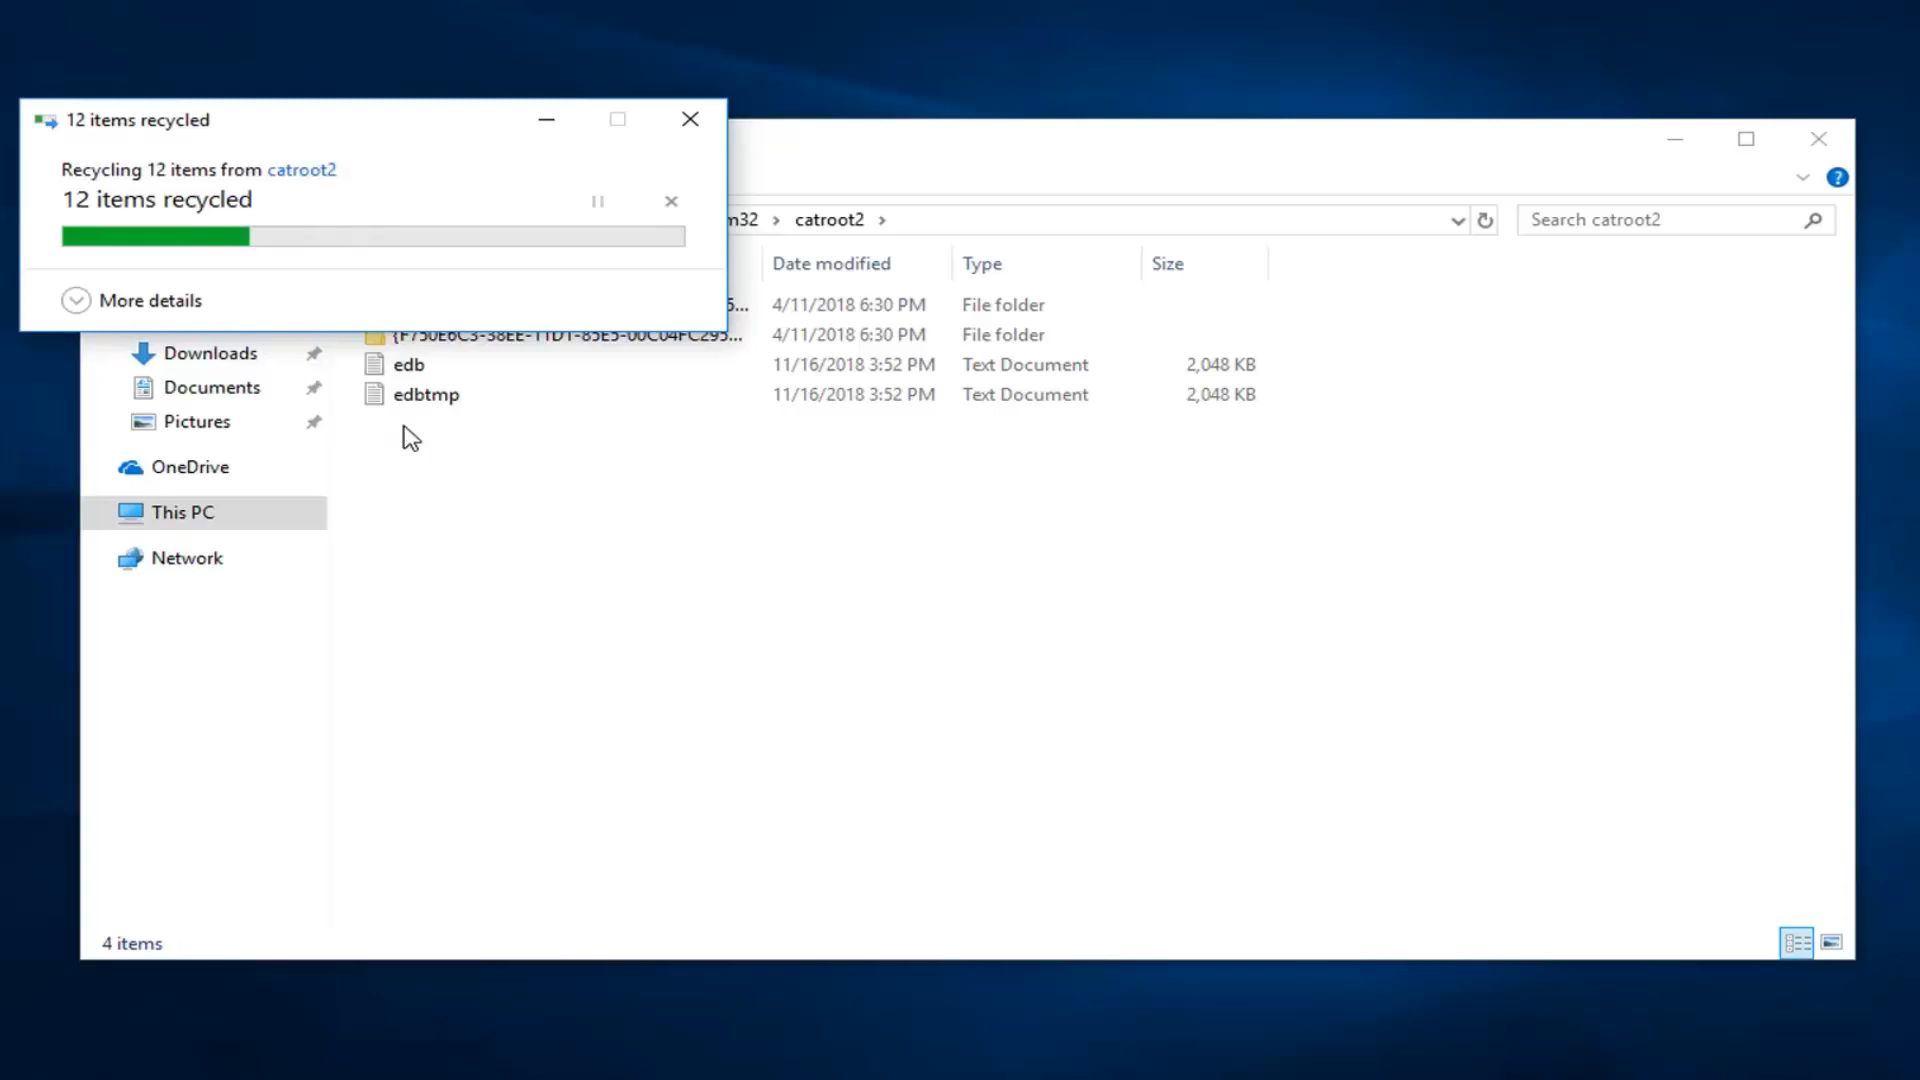 12 items recycled
Recycling 12 items from catroot2
12 items recycled
More details
m32 > catroot2 >
Search catroot2
Date modified Type Size
5... 4/11/2018 6:30 PM File folder
{F750E6C3-38EE-11D1-85E5-00C04FC295... 4/11/2018 6:30 PM File folder
edb 11/16/2018 3:52 PM Text Document 2,048 KB
edbtmp 11/16/2018 3:52 PM Text Document 2,048 KB
Downloads
Documents
Pictures
OneDrive
This PC
Network
4 items